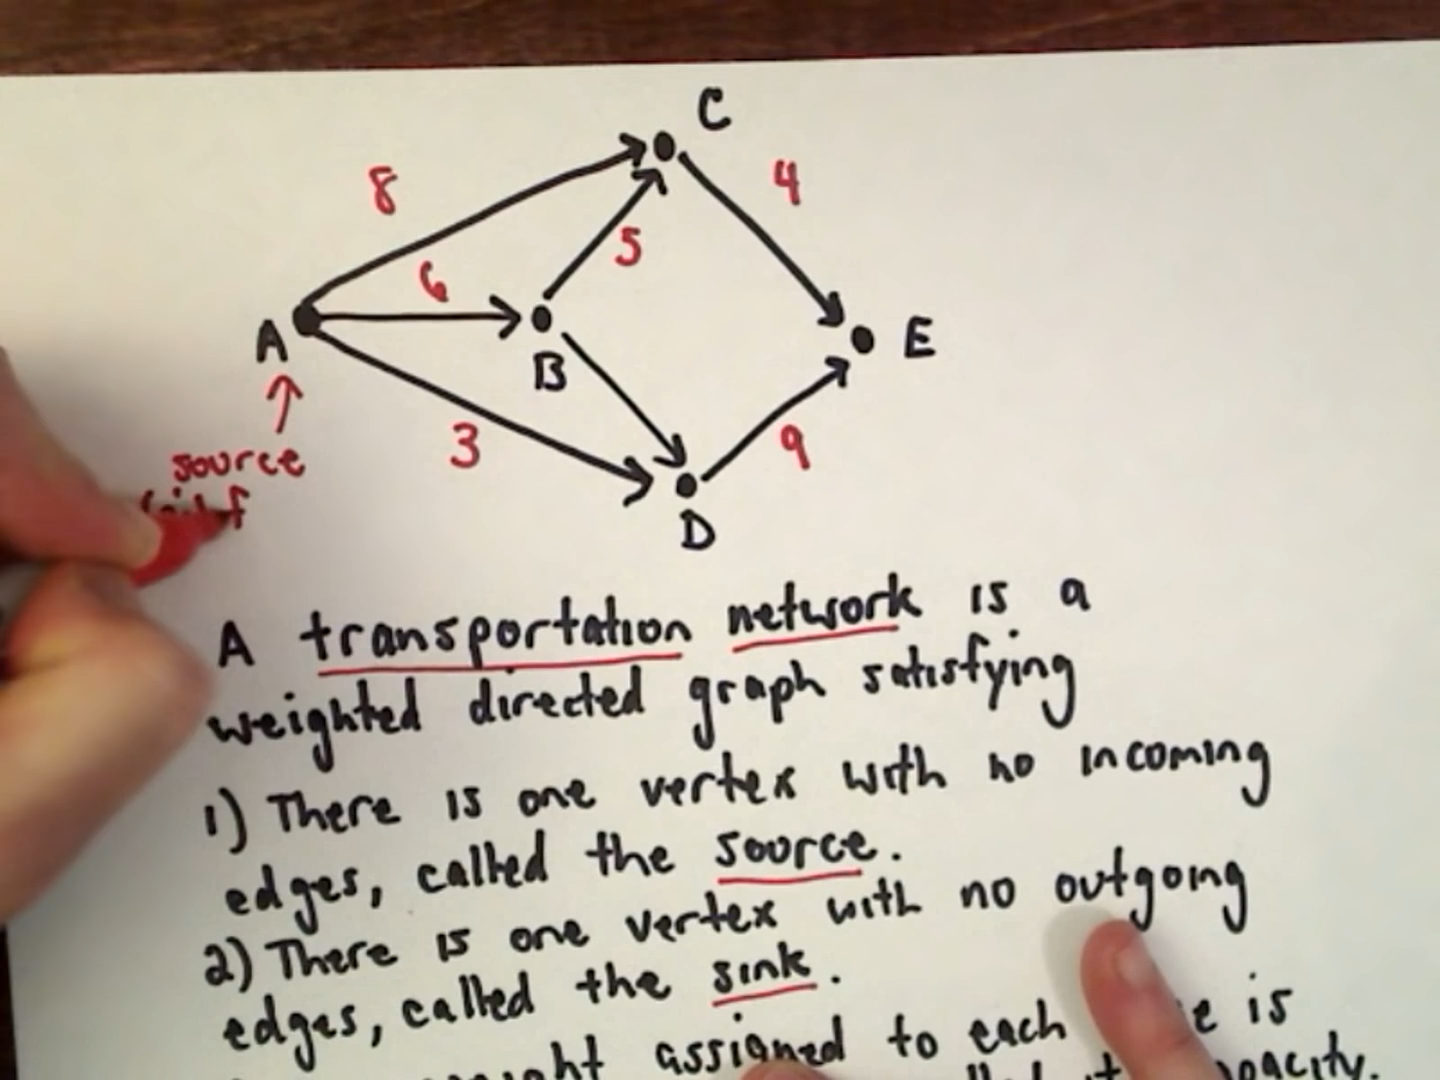 C
8
4
5
6
A
B
E
3
9
source
D
A transportation network is a
weighted directed graph satisfying
1) There is one vertex with no incoming
edges, called the source.
2) There is one vertex with no outgoing
edges, called the sink.
assigned to each is